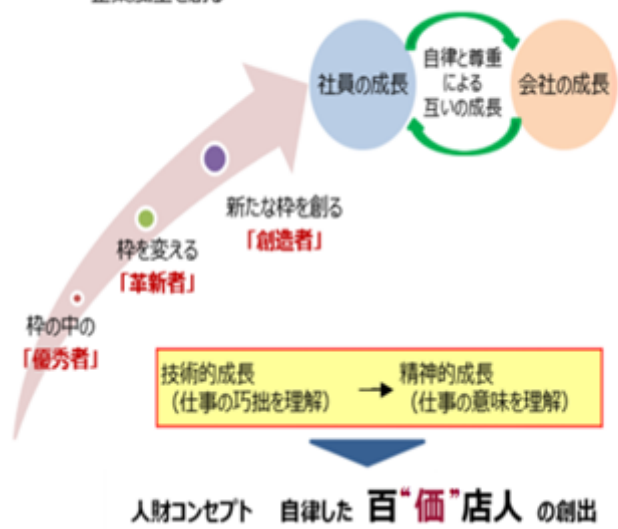 社員の成長
自律と尊重
による
互いの成長
会社の成長
新たな枠を創る
「創造者」
枠を変える
「革新者」
枠の中の
「優秀者」
技術的成長
(仕事の巧拙を理解)
→
精神的成長
(仕事の意味を理解)
人財コンセプト 自律した 百“価”店人 の創出